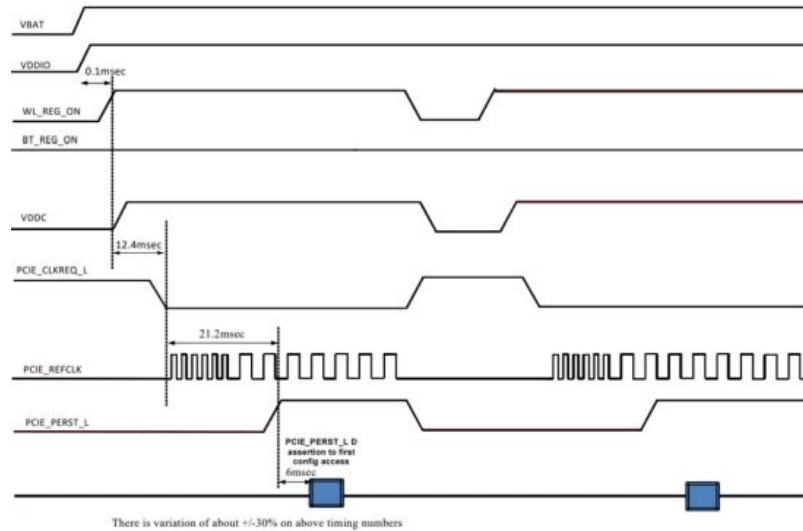 VBAT
VDDIO
0.1msec
WL_REG_ON
BT_REG_ON
VDDC
12.4msec
PCIE_CLKREQ_L
21.2msec
PCIE_REFCLK
PCIE_PERST_L
PCIE_PERST_L D
assertion to first
config access
6msec
There is variation of about +/-30% on above timing numbers